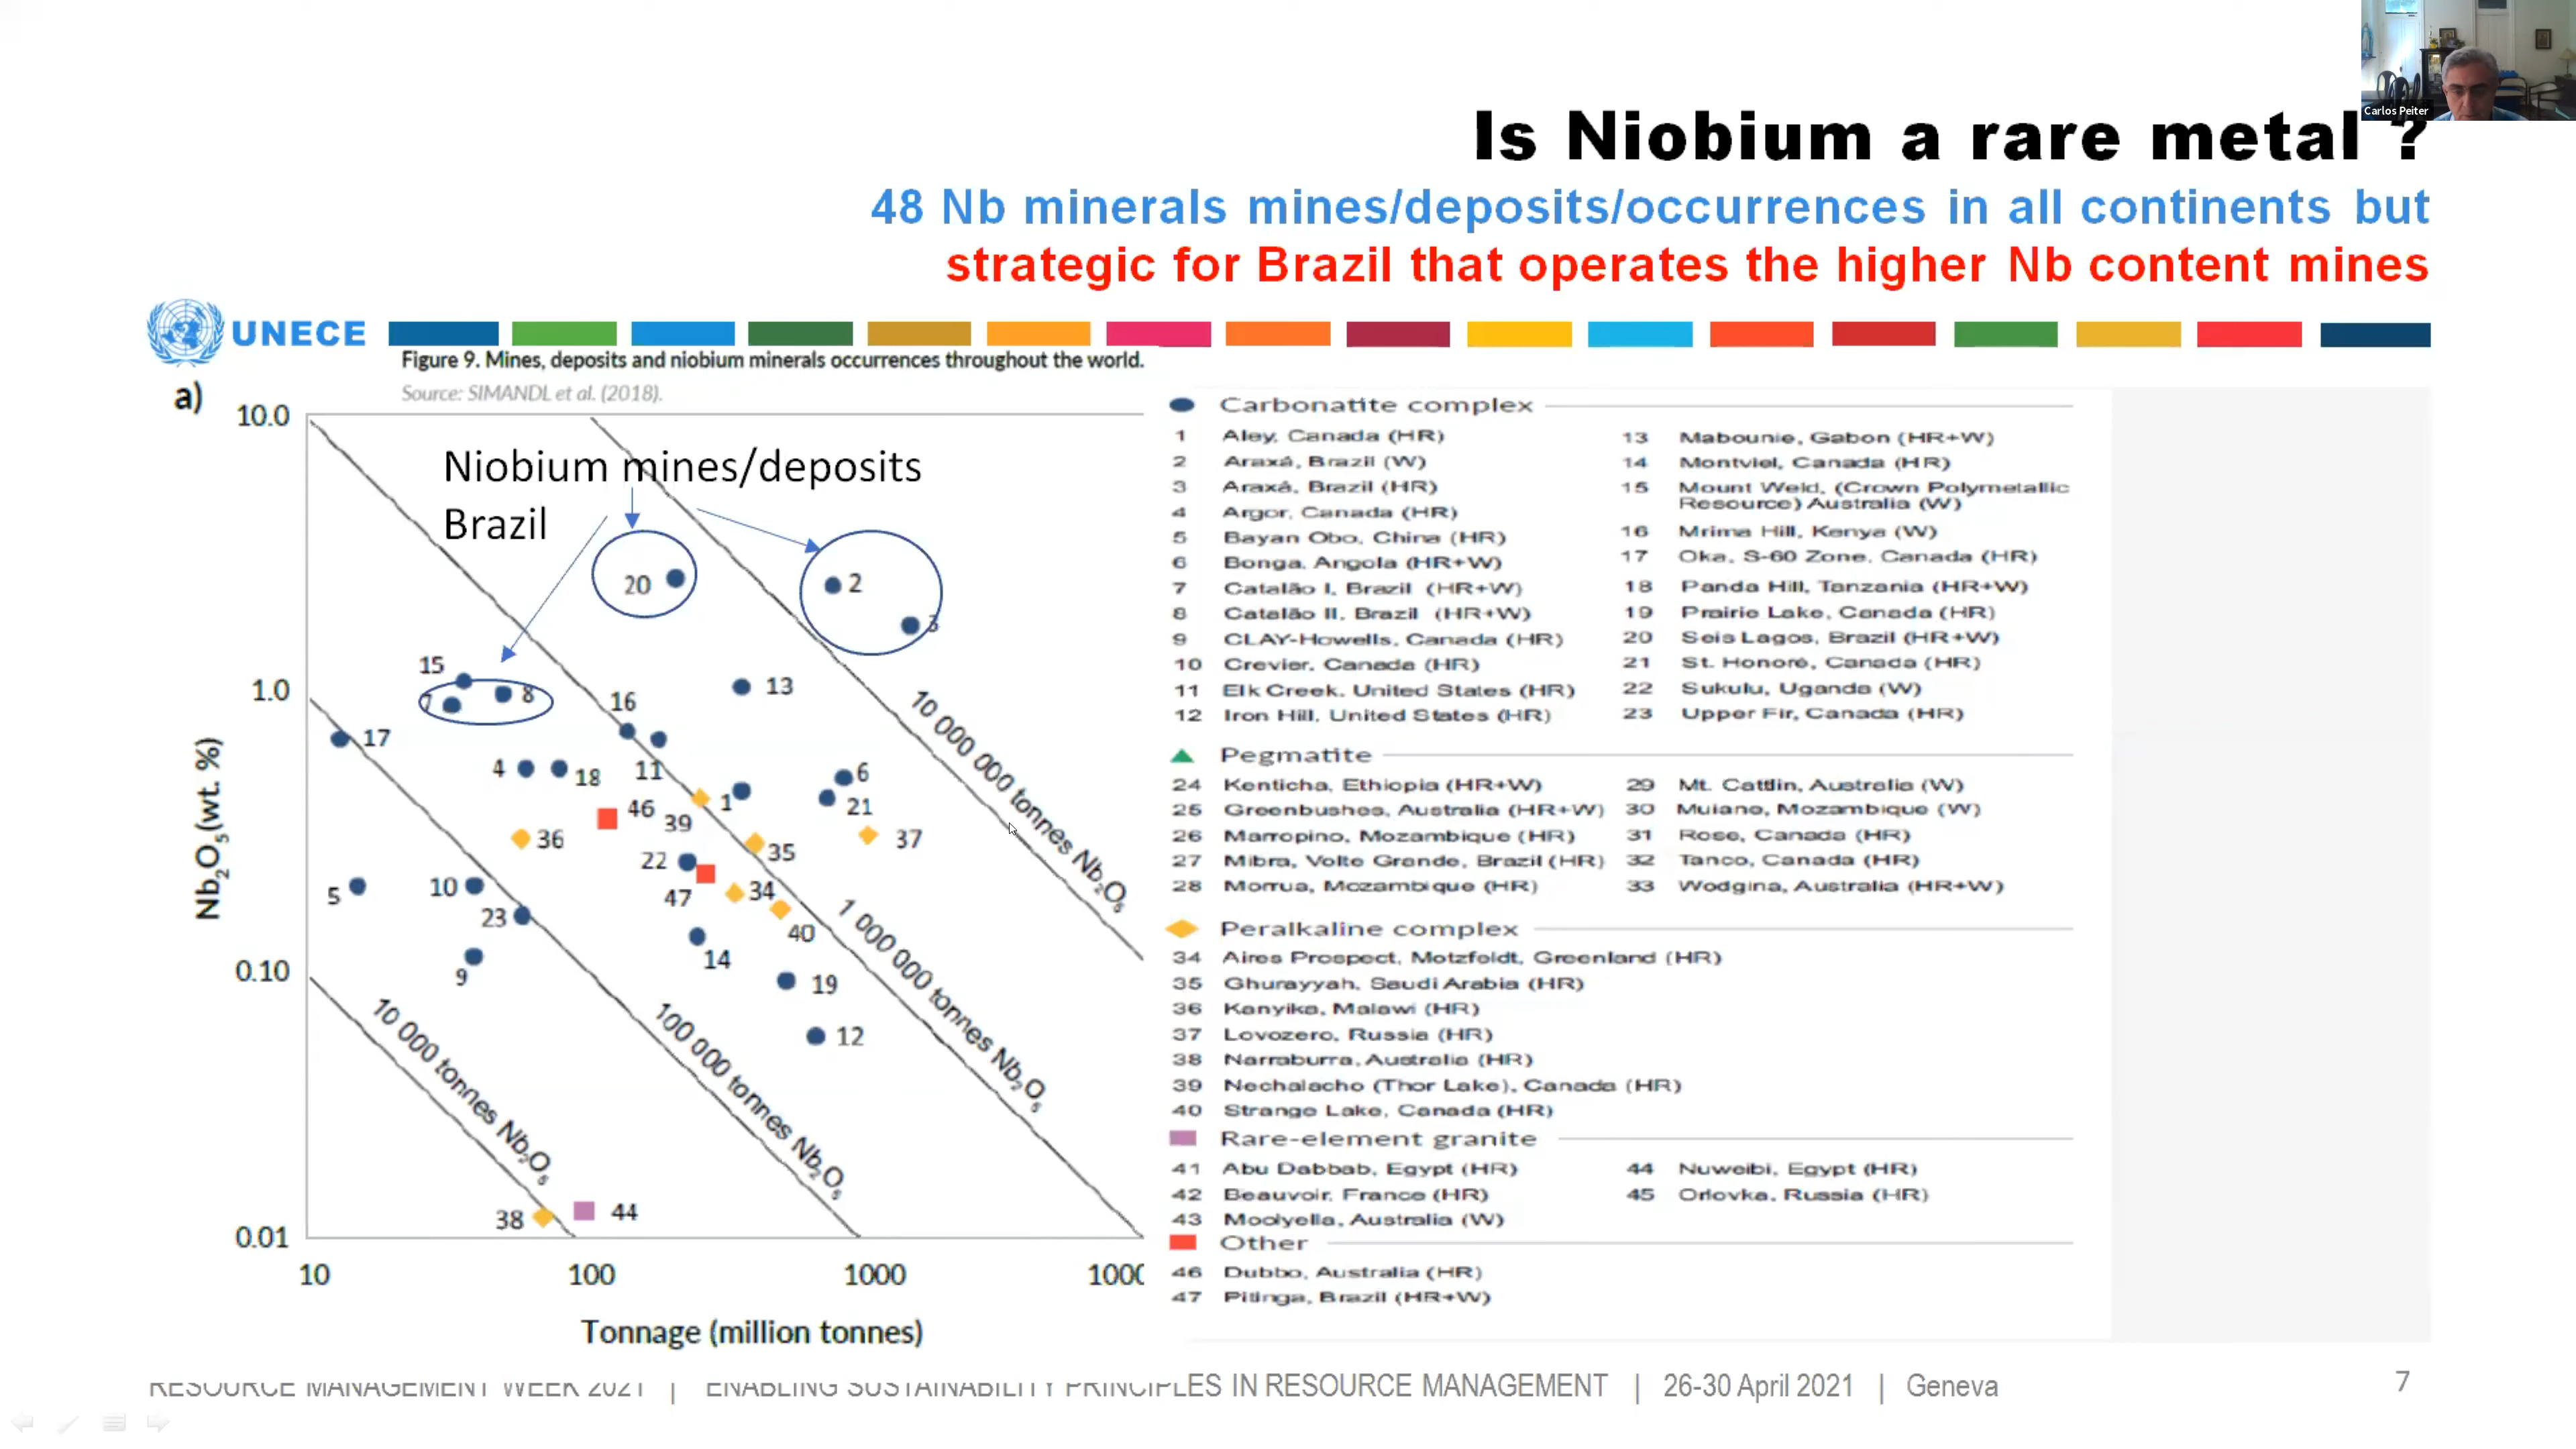 Carlos Peiter
Is Niobium a rare metal ?
48 Nb minerals mines/deposits/occurrences in all continents but
strategic for Brazil that operates the higher Nb content mines
UNECE
Figure 9. Mines, deposits and niobium minerals occurrences throughout the world.
Source: SIMANDL et al. (2018).
a)
10.0
1.0
0.10
0.01
Nb₂O₅(wt. %)
Niobium mines/deposits
Brazil
20
2
3
15
7
8
13
16
17
4
18
11
6
1
21
46
39
36
35
37
22
47
34
5
10
23
40
14
9
19
12
38
44
10 000 000 tonnes Nb₂O₅
1 000 000 tonnes Nb₂O₅
100 000 tonnes Nb₂O₅
10 000 tonnes Nb₂O₅
10
100
1000
1000
Tonnage (million tonnes)
Carbonatite complex
1 Aley, Canada (HR)
2 Araxá, Brazil (W)
3 Araxá, Brazil (HR)
4 Argor, Canada (HR)
5 Bayan Obo, China (HR)
6 Bonga, Angola (HR+W)
7 Catalão I, Brazil (HR+W)
8 Catalão II, Brazil (HR+W)
9 CLAY-Howells, Canada (HR)
10 Crevier, Canada (HR)
11 Elk Creek, United States (HR)
12 Iron Hill, United States (HR)
13 Mabounie, Gabon (HR+W)
14 Montviel, Canada (HR)
15 Mount Weld, (Crown Polymetallic
Resource) Australia (W)
16 Mrima Hill, Kenya (W)
17 Oka, S-60 Zone, Canada (HR)
18 Panda Hill, Tanzania (HR+W)
19 Prairie Lake, Canada (HR)
20 Seis Lagos, Brazil (HR+W)
21 St. Honoré, Canada (HR)
22 Sukulu, Uganda (W)
23 Upper Fir, Canada (HR)
Pegmatite
24 Kenticha, Ethiopia (HR+W)
25 Greenbushes, Australia (HR+W)
26 Marropino, Mozambique (HR)
27 Mibra, Volte Grande, Brazil (HR)
28 Morrua, Mozambique (HR)
29 Mt. Cattlin, Australia (W)
30 Muiane, Mozambique (W)
31 Rose, Canada (HR)
32 Tanco, Canada (HR)
33 Wodgina, Australia (HR+W)
Peralkaline complex
34 Aires Prospect, Motzfeldt, Greenland (HR)
35 Ghurayyah, Saudi Arabia (HR)
36 Kanyika, Malawi (HR)
37 Lovozero, Russia (HR)
38 Narraburra, Australia (HR)
39 Nechalacho (Thor Lake), Canada (HR)
40 Strange Lake, Canada (HR)
Rare-element granite
41 Abu Dabbab, Egypt (HR)
42 Beauvoir, France (HR)
43 Moolyella, Australia (W)
44 Nuweibi, Egypt (HR)
45 Orlovka, Russia (HR)
Other
46 Dubbo, Australia (HR)
47 Pitinga, Brazil (HR+W)
RESOURCE MANAGEMENT WEEK 2021 | ENABLING SUSTAINABILITY PRINCIPLES IN RESOURCE MANAGEMENT | 26-30 April 2021 | Geneva
7